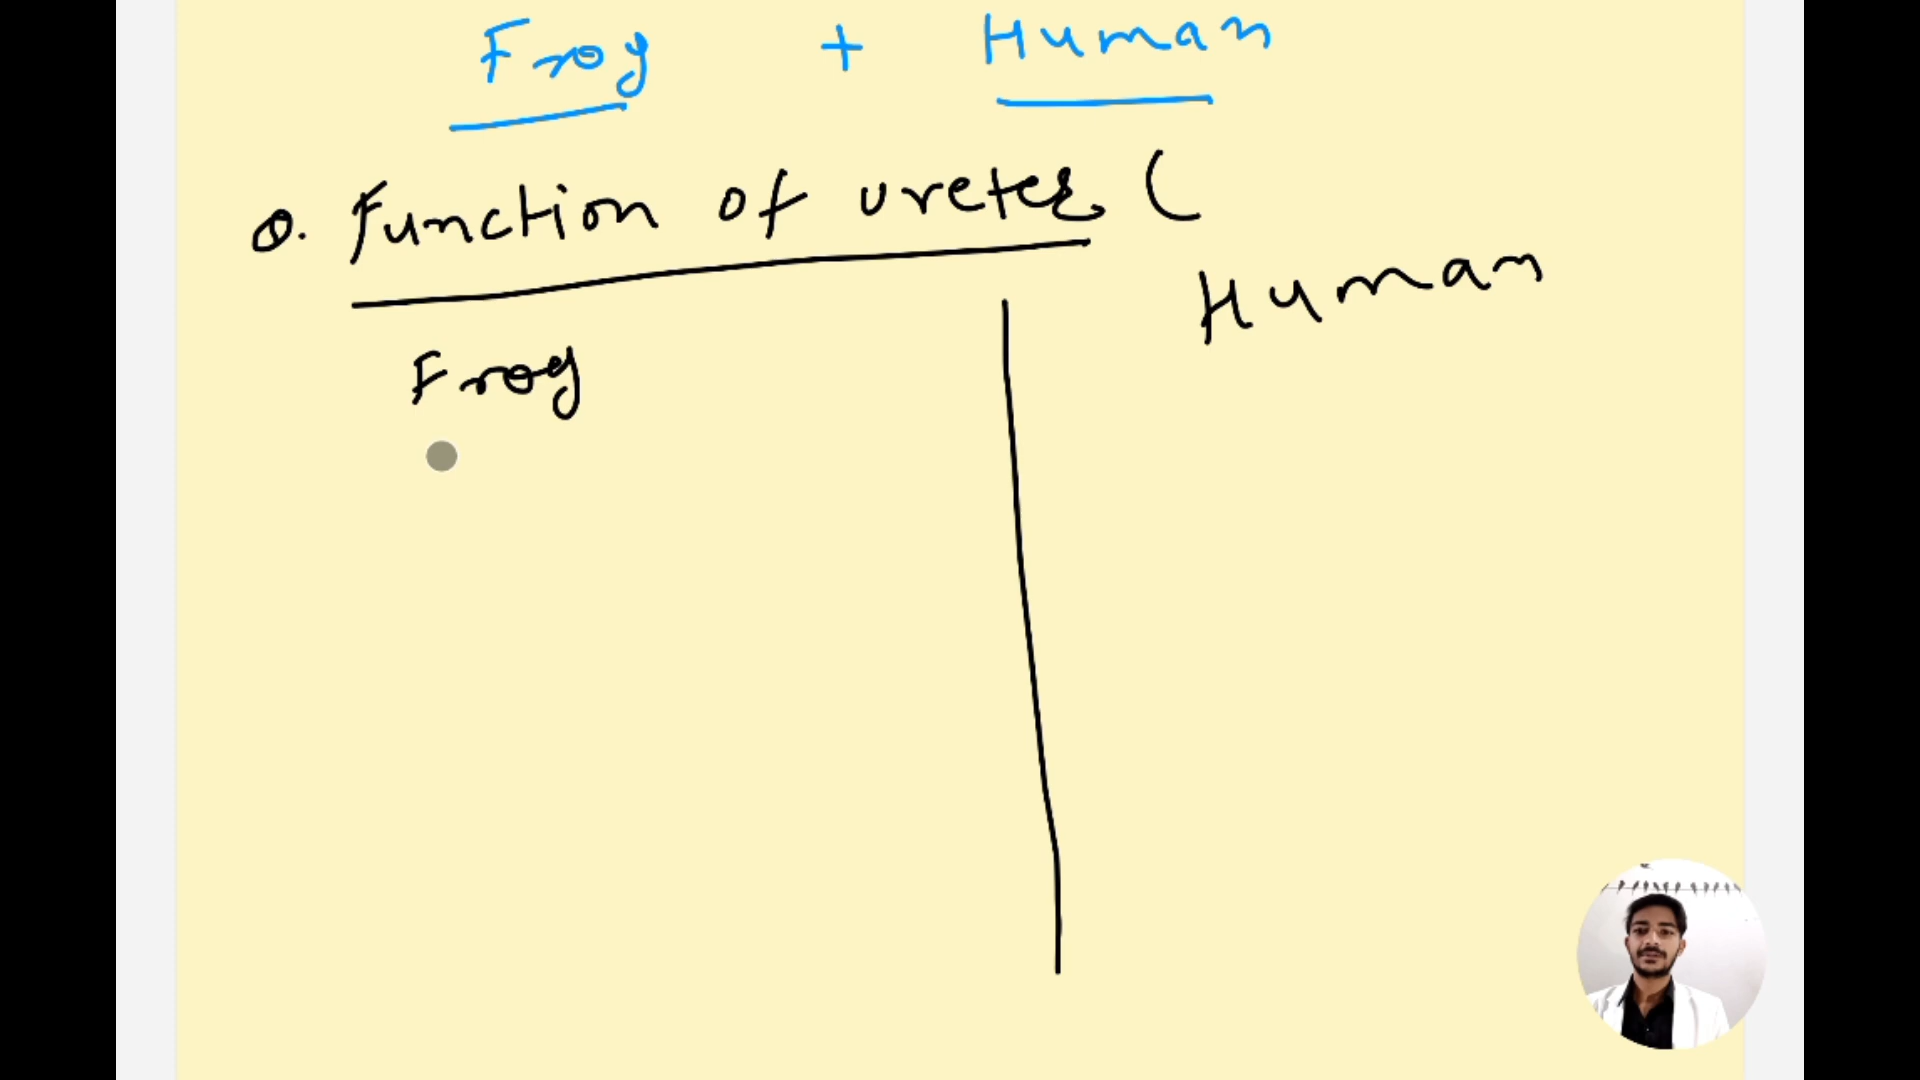 Frog + Human
Q. Function of ureter (
Human
Frog